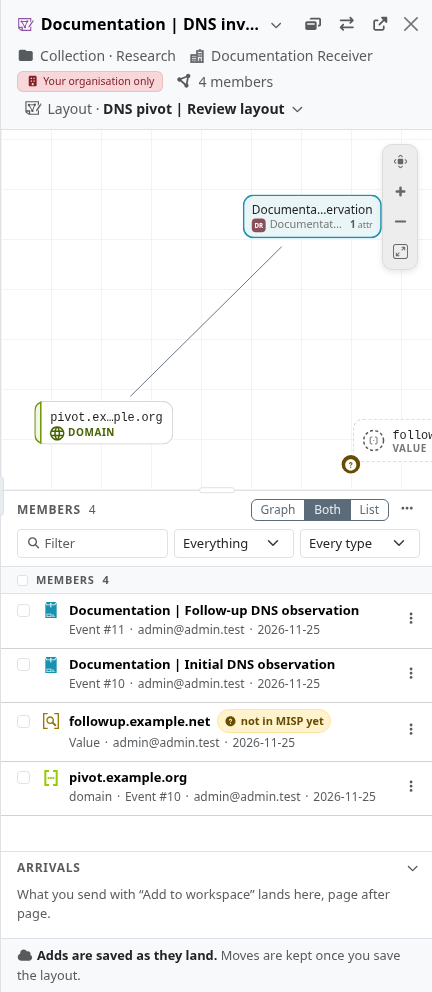 Documentation | DNS inv...
Collection · Research Documentation Receiver
Your organisation only 4 members
Layout · DNS pivot | Review layout
Documenta...ervation
DR Documentat... 1 attr
pivot.ex…ple.org
DOMAIN
follow
VALUE
MEMBERS 4
Graph Both List
Filter Everything Every type
MEMBERS 4
Documentation | Follow-up DNS observation
Event #11 · admin@admin.test · 2026-11-25
Documentation | Initial DNS observation
Event #10 · admin@admin.test · 2026-11-25
followup.example.net not in MISP yet
Value · admin@admin.test · 2026-11-25
pivot.example.org
domain · Event #10 · admin@admin.test · 2026-11-25
ARRIVALS
What you send with “Add to workspace” lands here, page after
page.
Adds are saved as they land. Moves are kept once you save
the layout.